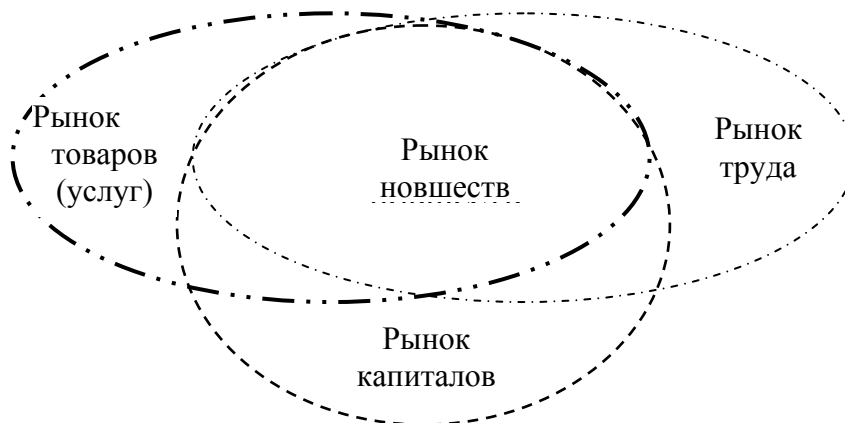 Рынок
товаров
(услуг)
Рынок
новшеств
Рынок
труда
Рынок
капиталов